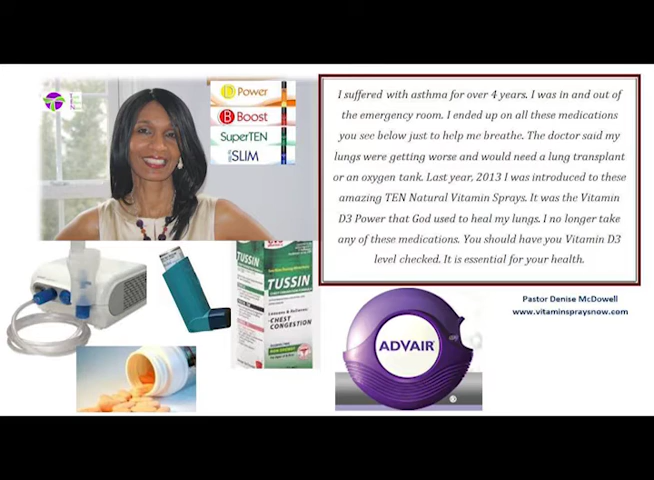 D Power
B Boost
SuperTEN
SLIM
I suffered with asthma for over 4 years. I was in and out of
the emergency room. I ended up on all these medications
you see below just to help me breathe. The doctor said my
lungs were getting worse and would need a lung transplant
or an oxygen tank. Last year, 2013 I was introduced to these
amazing TEN Natural Vitamin Sprays. It was the Vitamin
D3 Power that God used to heal my lungs. I no longer take
any of these medications. You should have you Vitamin D3
level checked. It is essential for your health.
Pastor Denise McDowell
www.vitaminspraysnow.com
TUSSIN
TUSSIN
CHEST
CONGESTION
ADVAIR
®